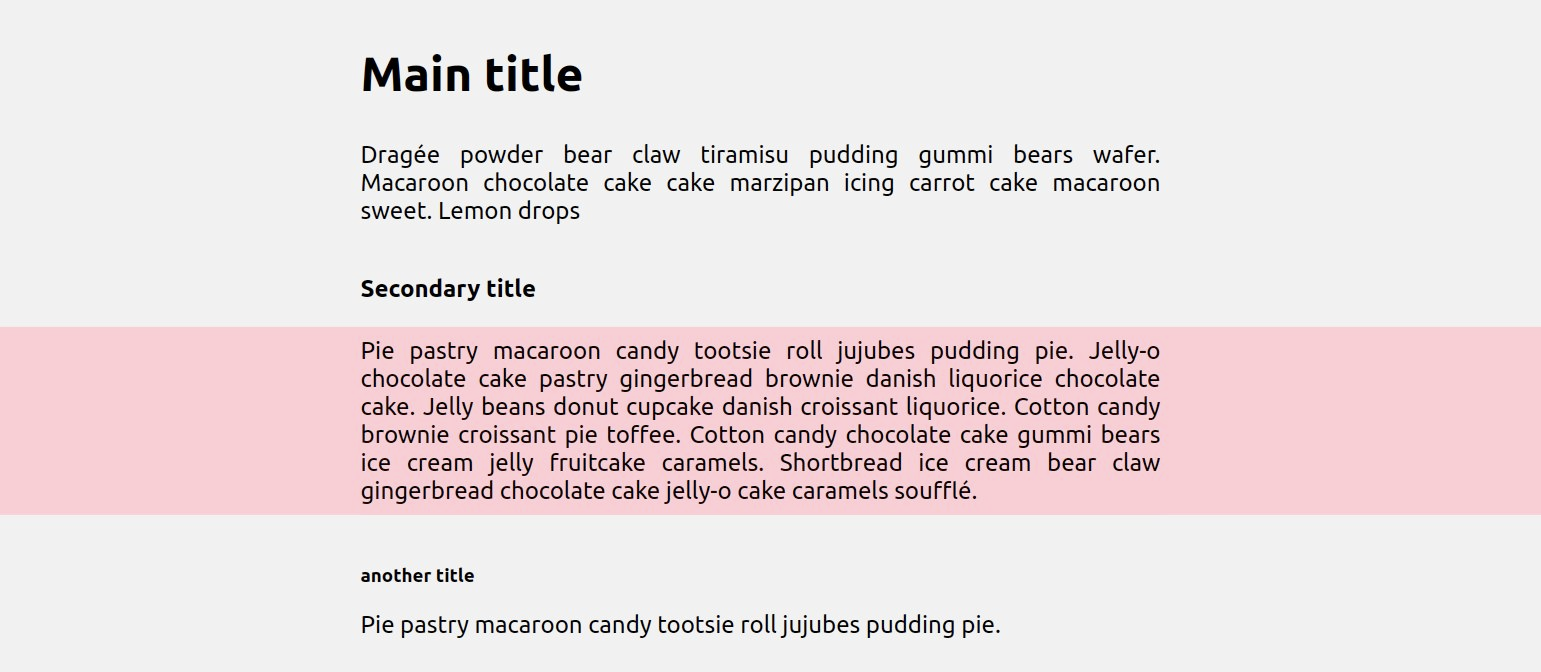 Main title
Dragée powder bear claw tiramisu pudding gummi bears wafer.
Macaroon chocolate cake cake marzipan icing carrot cake macaroon
sweet. Lemon drops
Secondary title
Pie pastry macaroon candy tootsie roll jujubes pudding pie. Jelly-o
chocolate cake pastry gingerbread brownie danish liquorice chocolate
cake. Jelly beans donut cupcake danish croissant liquorice. Cotton candy
brownie croissant pie toffee. Cotton candy chocolate cake gummi bears
ice cream jelly fruitcake caramels. Shortbread ice cream bear claw
gingerbread chocolate cake jelly-o cake caramels soufflé.
another title
Pie pastry macaroon candy tootsie roll jujubes pudding pie.